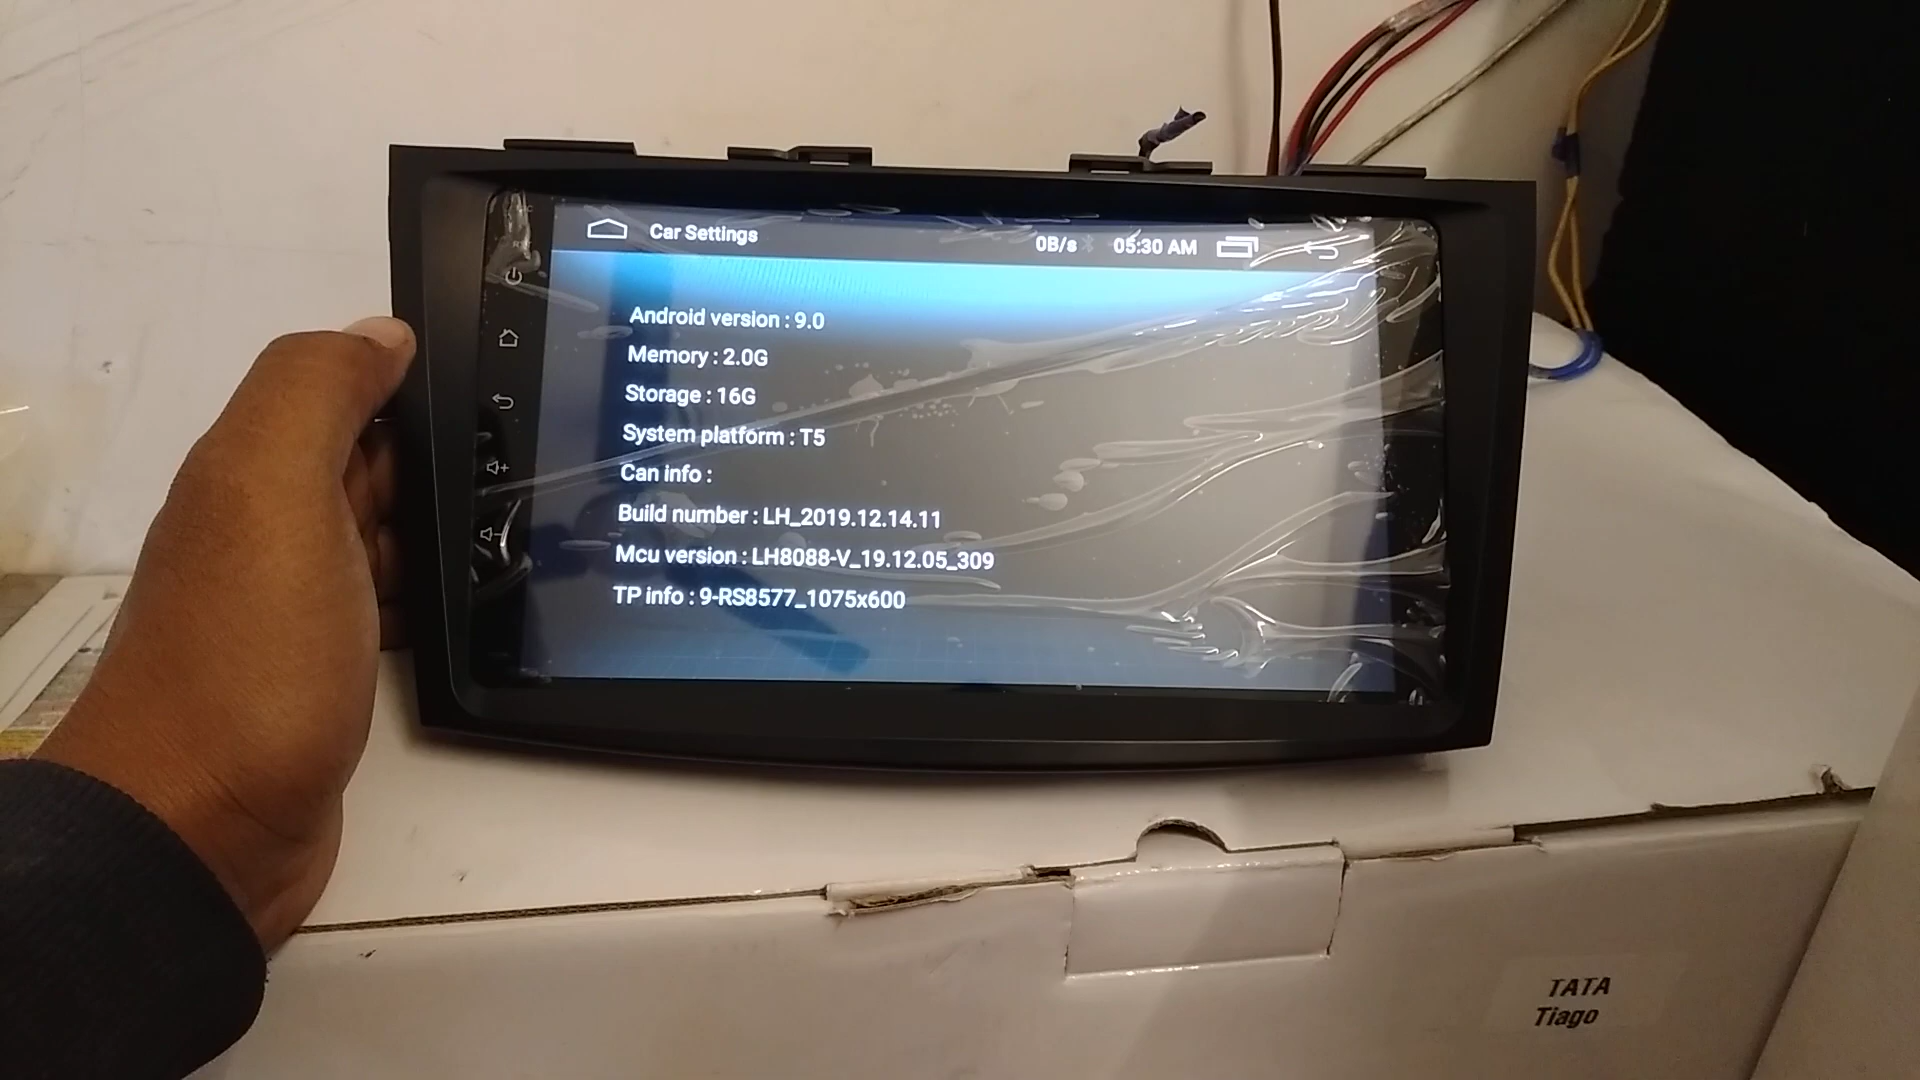 Car Settings
0B/s 05:30 AM
Android version : 9.0
Memory : 2.0G
Storage : 16G
System platform : T5
Can info :
Build number : LH_2019.12.14.11
Mcu version : LH8088-V_19.12.05_309
TP info : 9-RS8577_1075x600
TATA
Tiago